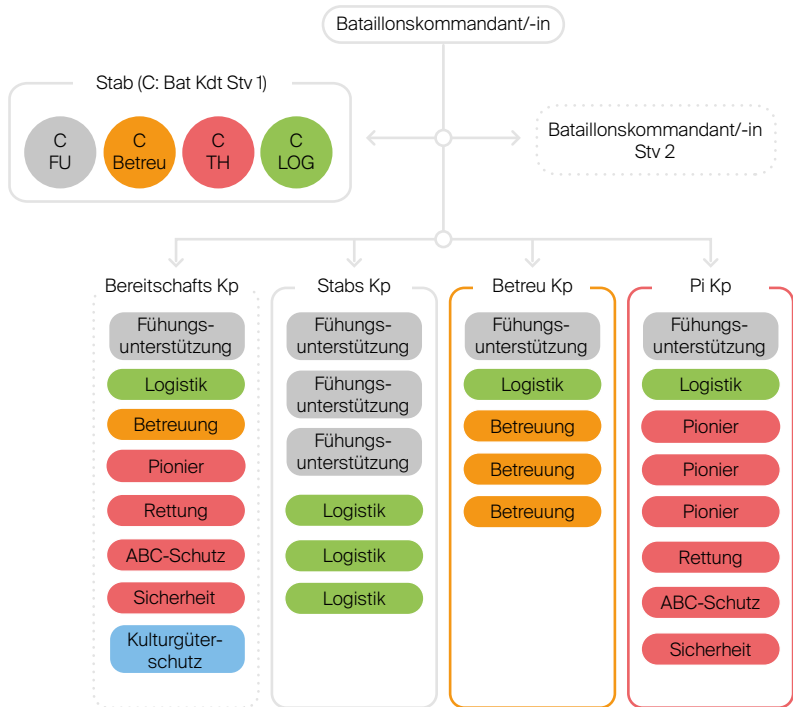 Bataillonskommandant/-in
Stab (C: Bat Kdt Stv 1)
C
FU
C
Betreu
C
TH
C
LOG
Bataillonskommandant/-in
Stv 2
Bereitschafts Kp
Fühungs-
unterstützung
Logistik
Betreuung
Pionier
Rettung
ABC-Schutz
Sicherheit
Kulturgüter-
schutz
Stabs Kp
Fühungs-
unterstützung
Fühungs-
unterstützung
Fühungs-
unterstützung
Logistik
Logistik
Logistik
Betreu Kp
Fühungs-
unterstützung
Logistik
Betreuung
Betreuung
Betreuung
Pi Kp
Fühungs-
unterstützung
Logistik
Pionier
Pionier
Pionier
Rettung
ABC-Schutz
Sicherheit